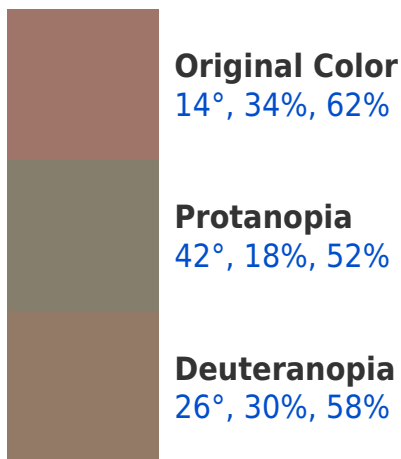 Original Color
14°, 34%, 62%
Protanopia
42°, 18%, 52%
Deuteranopia
26°, 30%, 58%